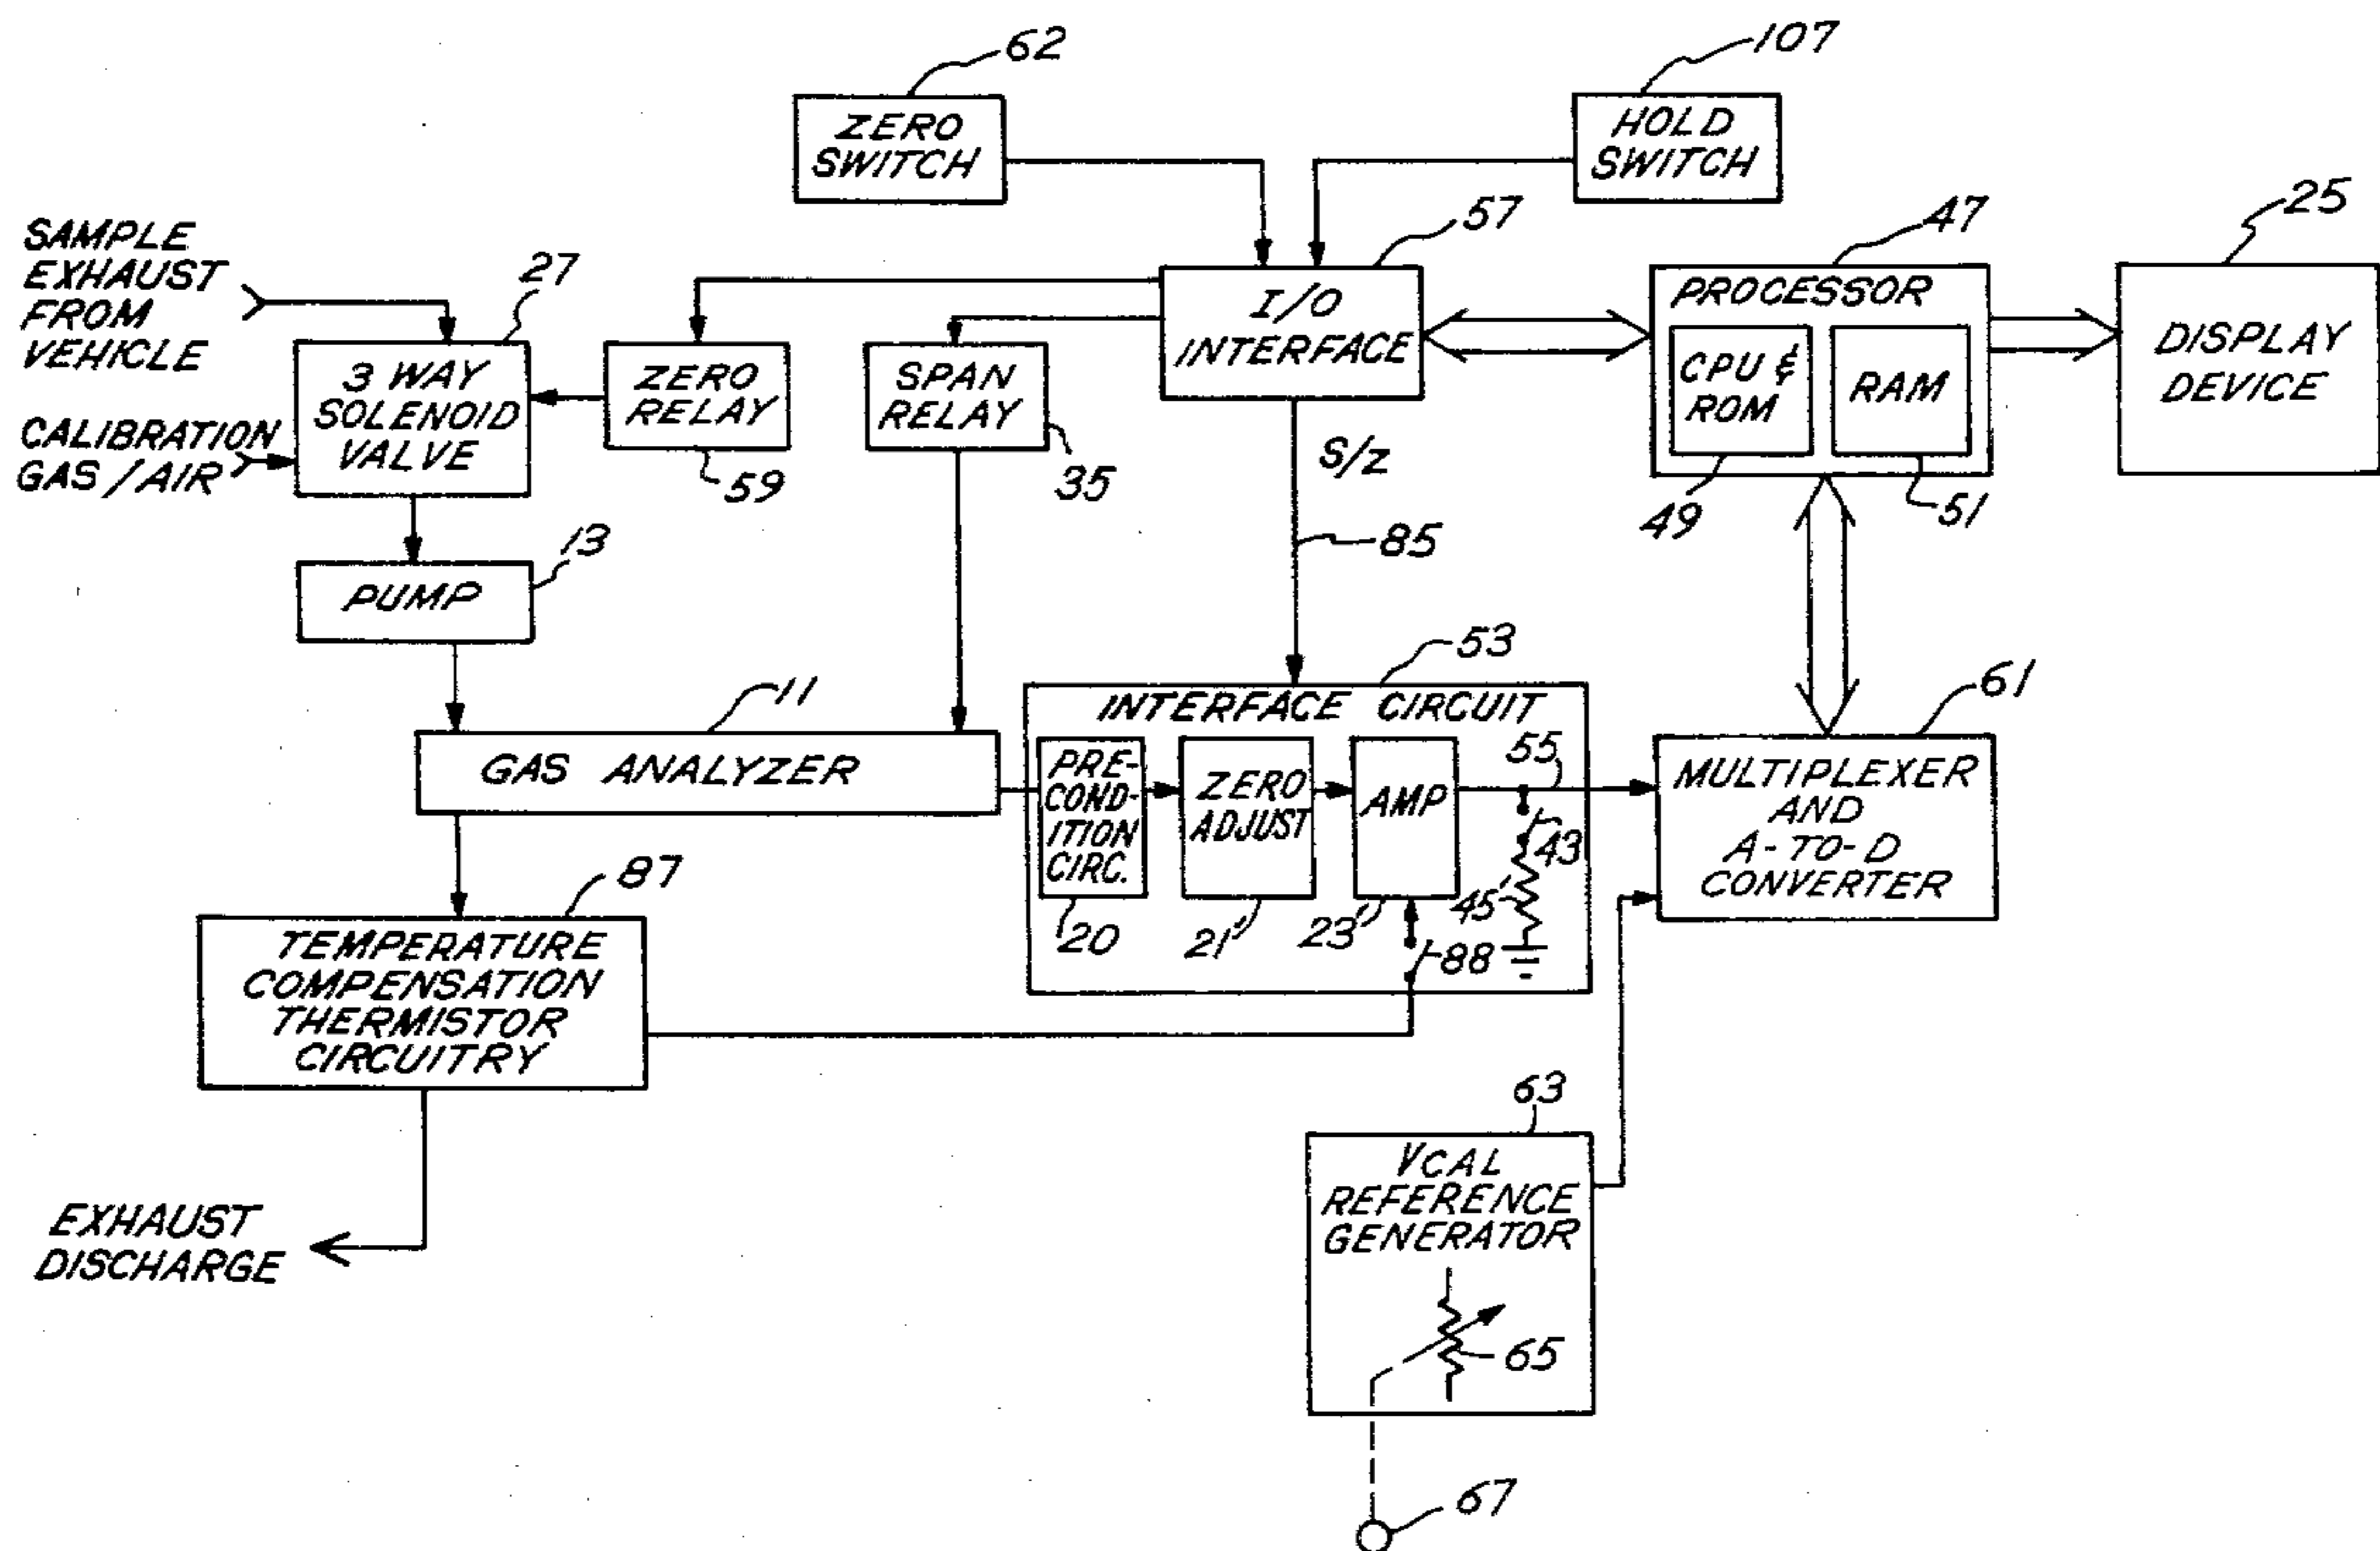 62
107
ZERO
SWITCH
HOLD
SWITCH
SAMPLE
EXHAUST
FROM
VEHICLE
27
57
47
25
3 WAY
SOLENOID
VALVE
ZERO
RELAY
SPAN
RELAY
I/O
INTERFACE
PROCESSOR
CPU &
ROM
RAM
DISPLAY
DEVICE
CALIBRATION
GAS/AIR
59
35
S/Z
49
51
85
13
PUMP
53
61
11
GAS ANALYZER
INTERFACE CIRCUIT
PRE-
COND-
ITION
CIRC.
ZERO
ADJUST
AMP
55
43
45
MULTIPLEXER
AND
A-TO-D
CONVERTER
20
21
23
88
87
TEMPERATURE
COMPENSATION
THERMISTOR
CIRCUITRY
63
VCAL
REFERENCE
GENERATOR
EXHAUST
DISCHARGE
65
67